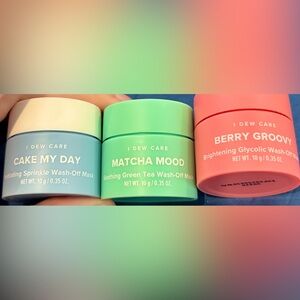 I DEW CARE
CAKE MY DAY
Hydrating Sprinkle Wash-Off Mask
NET WT. 10 g / 0.35 OZ.
I DEW CARE
MATCHA MOOD
Soothing Green Tea Wash-Off Mask
NET WT. 10 g / 0.35 OZ.
I DEW CARE
BERRY GROOVY
Brightening Glycolic Wash-Off
NET WT. 10 g / 0.35 OZ.